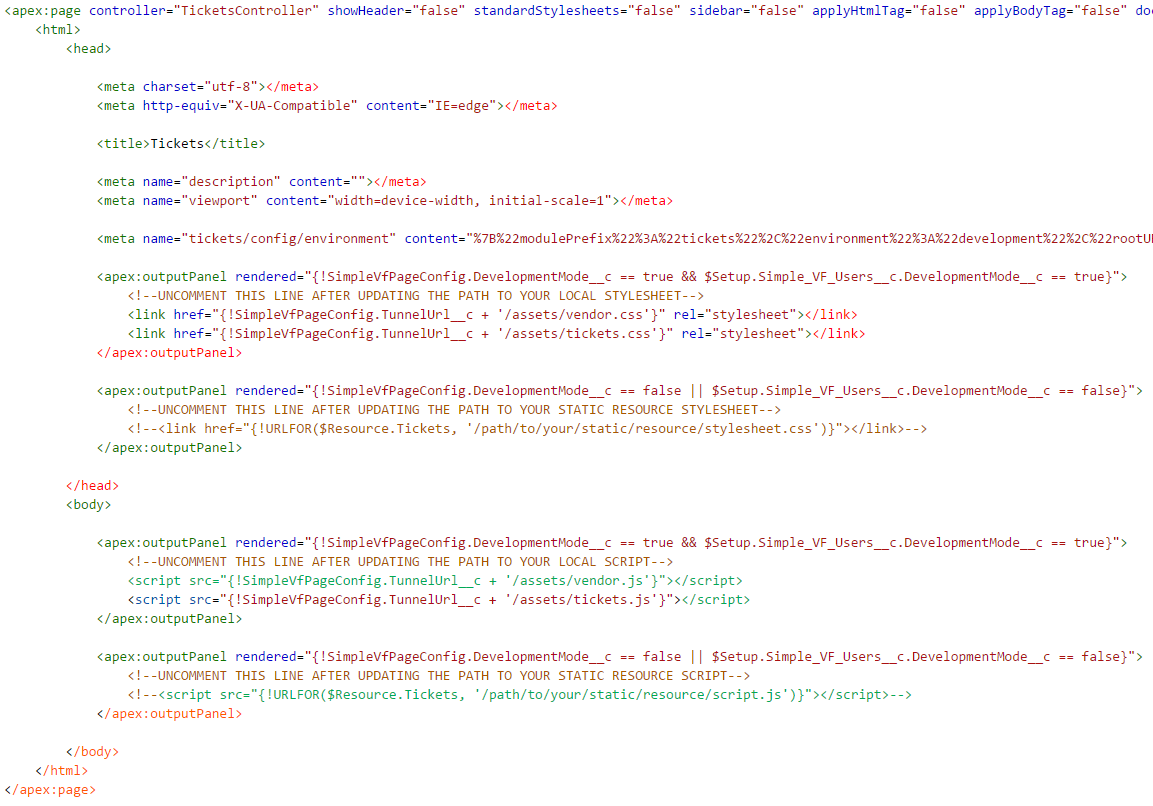 <apex:page controller="TicketsController" showHeader="false" standardStylesheets="false" sidebar="false" applyHtmlTag="false" applyBodyTag="false"
<html>
<head>
<meta charset="utf-8"></meta>
<meta http-equiv="X-UA-Compatible" content="IE=edge"></meta>
<title>Tickets</title>
<meta name="description" content=""></meta>
<meta name="viewport" content="width=device-width, initial-scale=1"></meta>
<meta name="tickets/config/environment" content="%7B%22modulePrefix%22%3A%22tickets%22%2C%22environment%22%3A%22development%22%2C%22rootU
<apex:outputPanel rendered="{!SimpleVfPageConfig.DevelopmentMode__c == true && $Setup.Simple_VF_Users__c.DevelopmentMode__c == true}">
<!--UNCOMMENT THIS LINE AFTER UPDATING THE PATH TO YOUR LOCAL STYLESHEET-->
<link href="{!SimpleVfPageConfig.TunnelUrl__c + '/assets/vendor.css'}" rel="stylesheet"></link>
<link href="{!SimpleVfPageConfig.TunnelUrl__c + '/assets/tickets.css'}" rel="stylesheet"></link>
</apex:outputPanel>
<apex:outputPanel rendered="{!SimpleVfPageConfig.DevelopmentMode__c == false || $Setup.Simple_VF_Users__c.DevelopmentMode__c == false}">
<!--UNCOMMENT THIS LINE AFTER UPDATING THE PATH TO YOUR STATIC RESOURCE STYLESHEET-->
<!--<link href="{!URLFOR($Resource.Tickets, '/path/to/your/static/resource/stylesheet.css')}"></link>-->
</apex:outputPanel>
</head>
<body>
<apex:outputPanel rendered="{!SimpleVfPageConfig.DevelopmentMode__c == true && $Setup.Simple_VF_Users__c.DevelopmentMode__c == true}">
<!--UNCOMMENT THIS LINE AFTER UPDATING THE PATH TO YOUR LOCAL SCRIPT-->
<script src="{!SimpleVfPageConfig.TunnelUrl__c + '/assets/vendor.js'}"></script>
<script src="{!SimpleVfPageConfig.TunnelUrl__c + '/assets/tickets.js'}"></script>
</apex:outputPanel>
<apex:outputPanel rendered="{!SimpleVfPageConfig.DevelopmentMode__c == false || $Setup.Simple_VF_Users__c.DevelopmentMode__c == false}">
<!--UNCOMMENT THIS LINE AFTER UPDATING THE PATH TO YOUR STATIC RESOURCE SCRIPT-->
<!--<script src="{!URLFOR($Resource.Tickets, '/path/to/your/static/resource/script.js')}"></script>-->
</apex:outputPanel>
</body>
</html>
</apex:page>